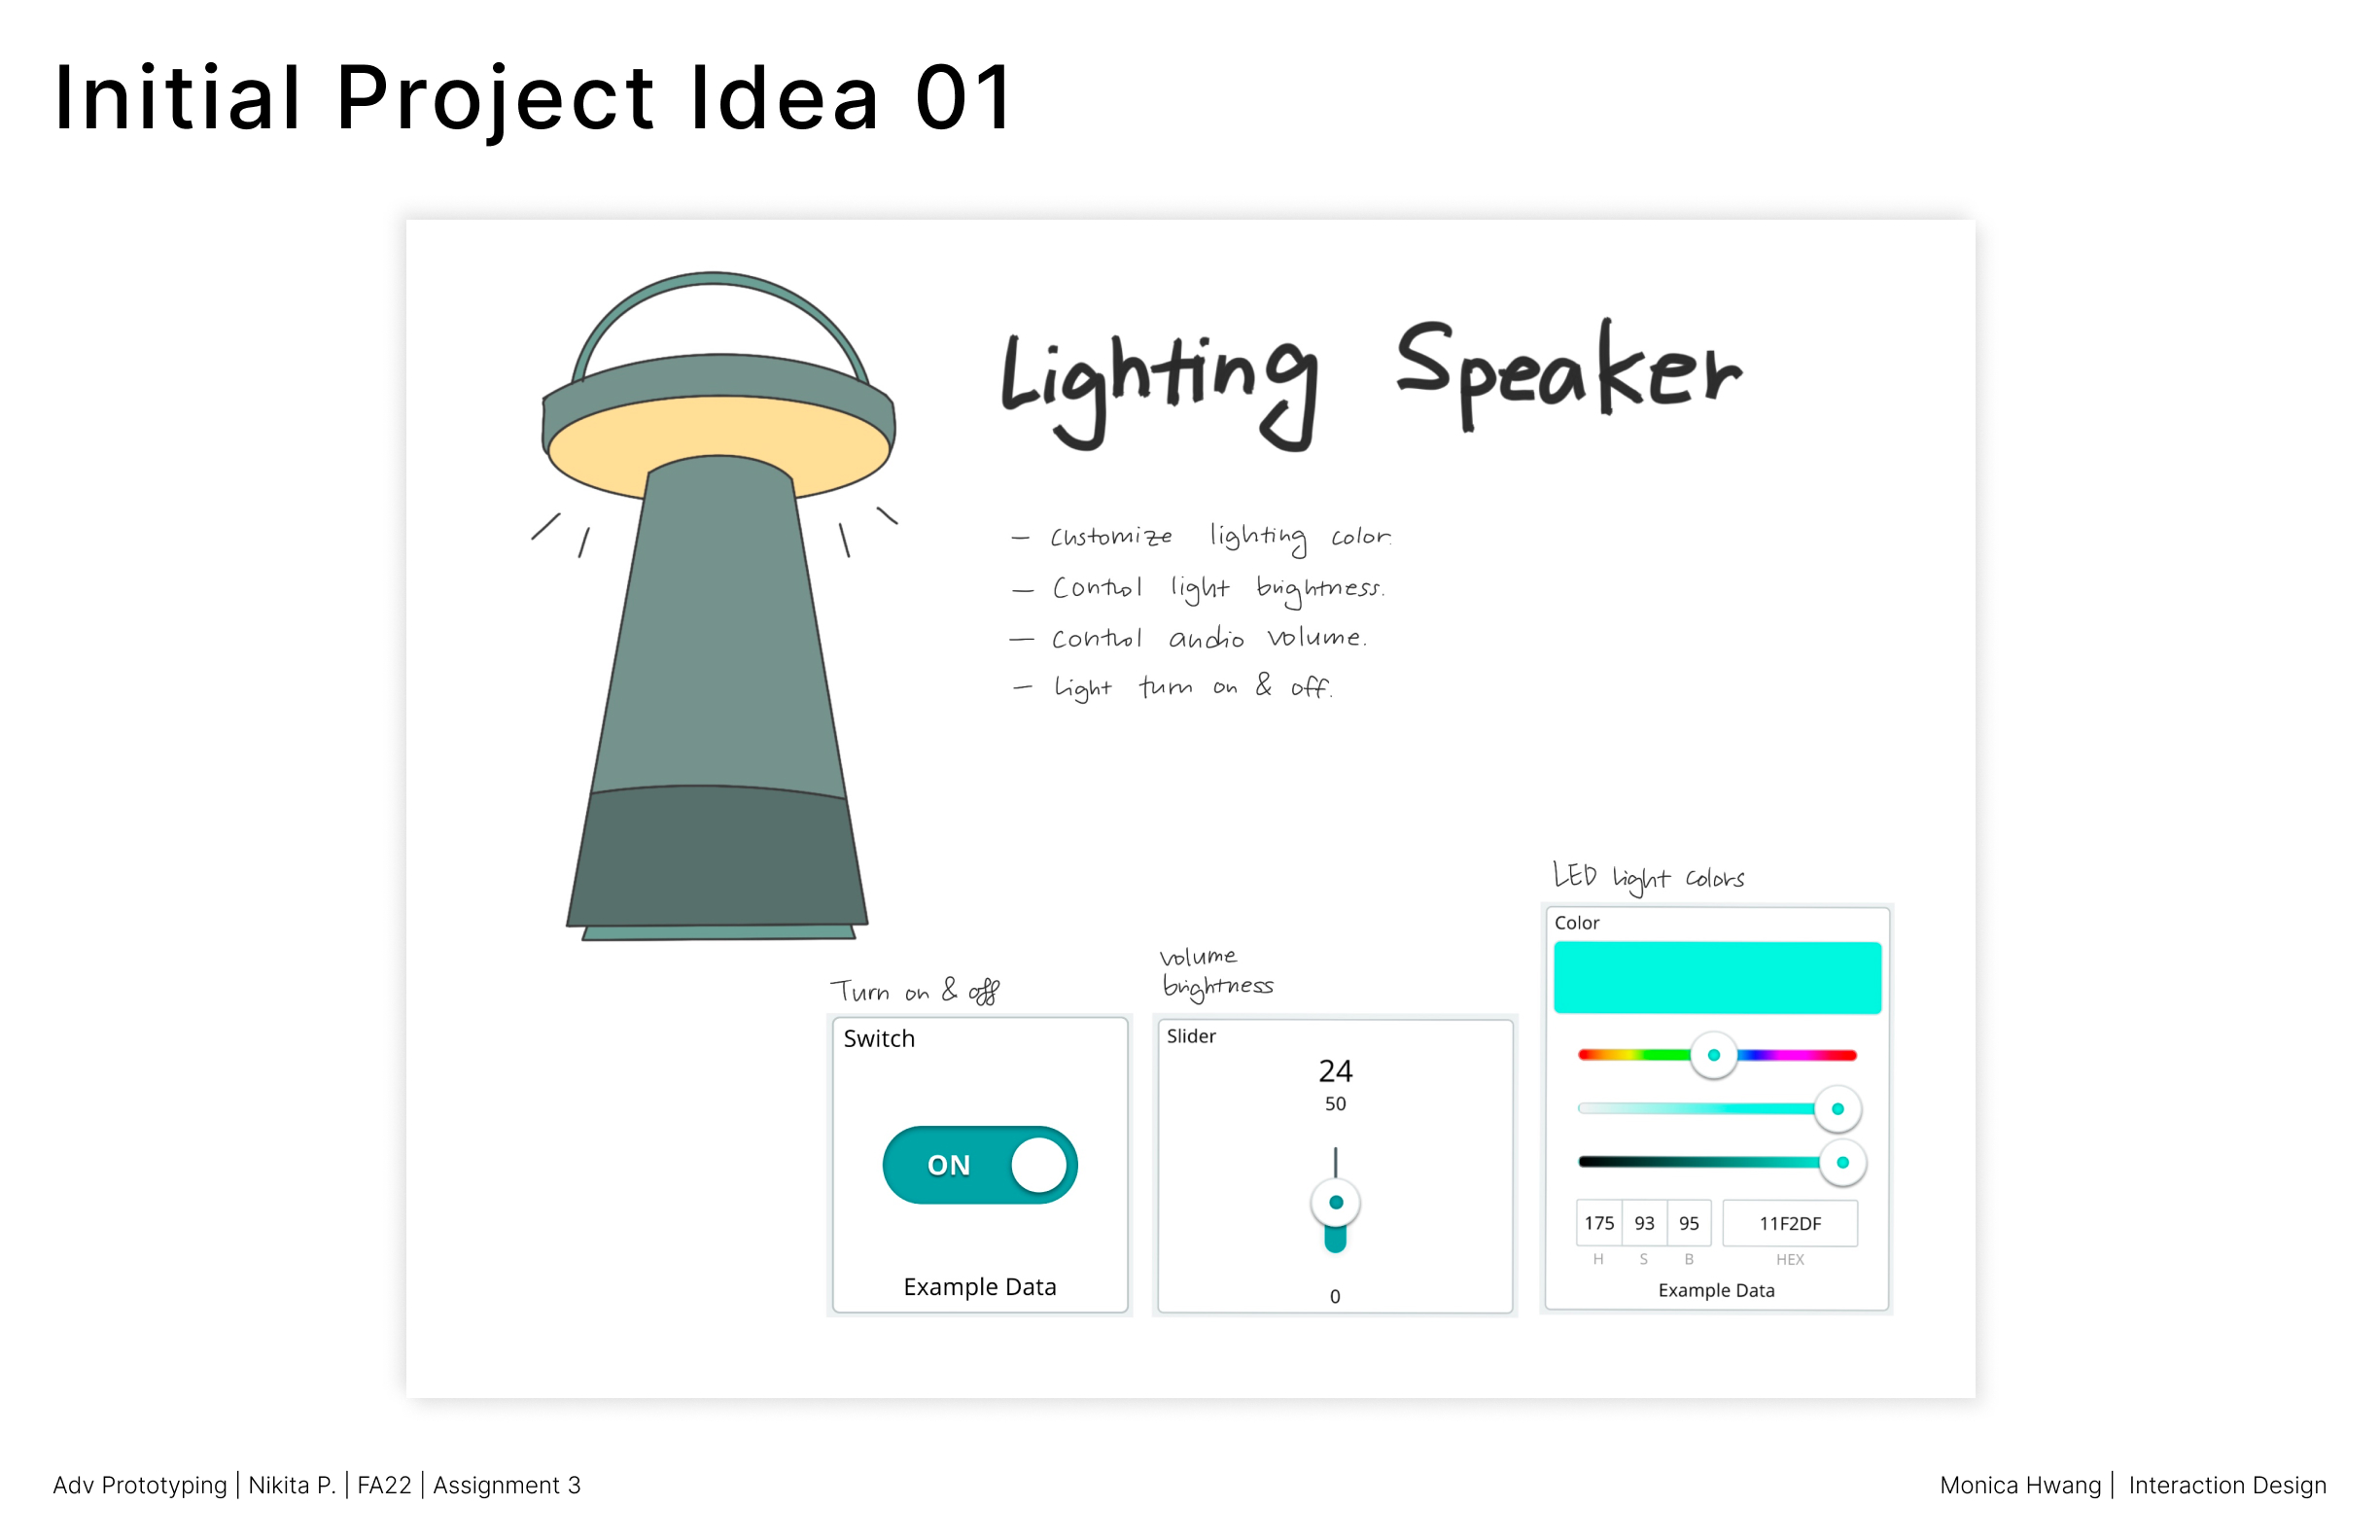 Initial Project Idea 01
Lighting Speaker
– Customize lighting color.
– Control light brightness.
– Control audio volume.
– Light turn on & off.
LED Light Colors
Color
175 93 95 11F2DF
H S B HEX
Example Data
Turn on & off
Switch
ON
Example Data
volume
brightness
Slider
24
50
0
Adv Prototyping | Nikita P. | FA22 | Assignment 3
Monica Hwang | Interaction Design